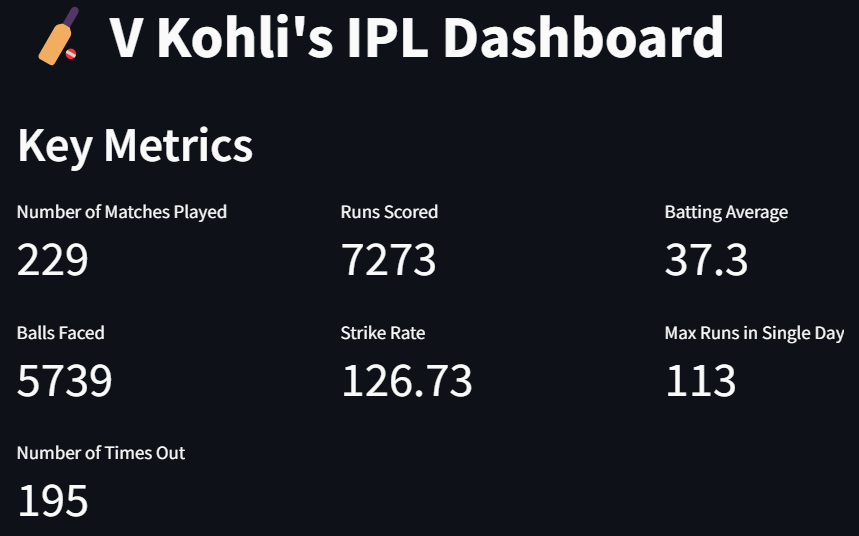 V Kohli's IPL Dashboard
Key Metrics
Number of Matches Played
229
Runs Scored
7273
Batting Average
37.3
Balls Faced
5739
Strike Rate
126.73
Max Runs in Single Day
113
Number of Times Out
195